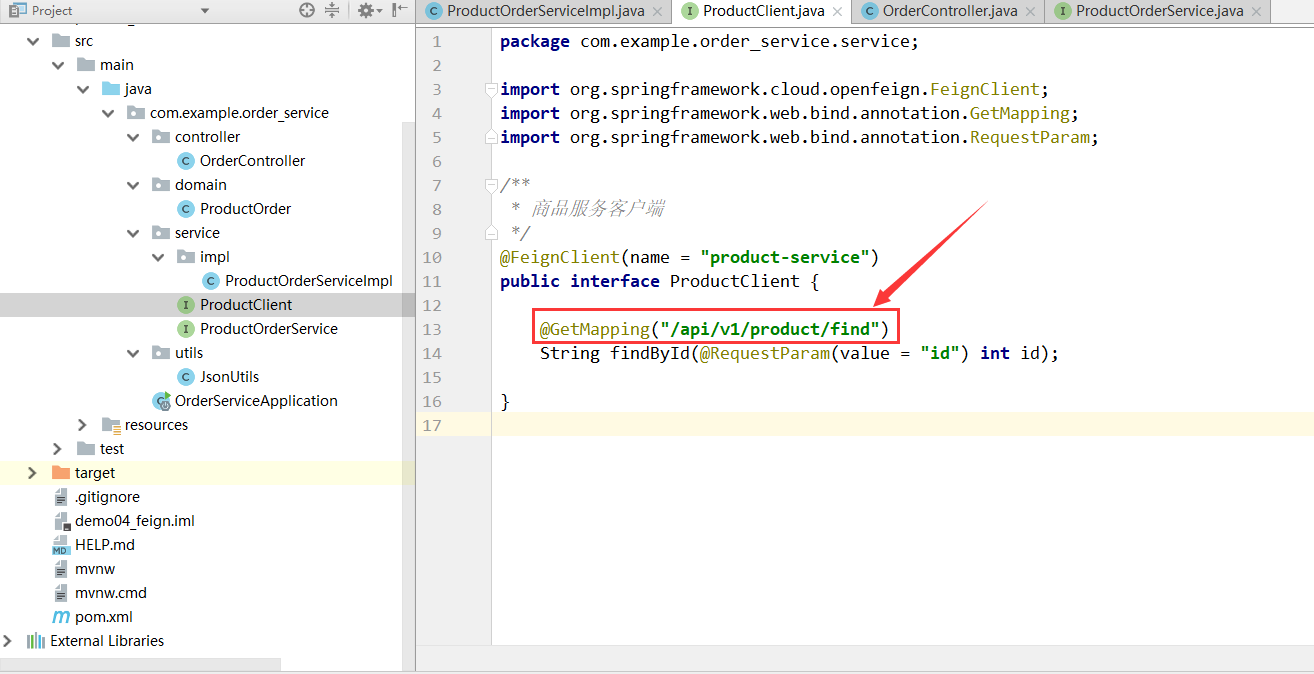 Project
src
main
java
com.example.order_service
controller
OrderController
domain
ProductOrder
service
impl
ProductOrderServiceImpl
ProductClient
ProductOrderService
utils
JsonUtils
OrderServiceApplication
resources
test
target
.gitignore
demo04_feign.iml
HELP.md
mvnw
mvnw.cmd
pom.xml
External Libraries
ProductOrderServiceImpl.java ProductClient.java OrderController.java ProductOrderService.java
1 package com.example.order_service.service;
2
3 import org.springframework.cloud.openfeign.FeignClient;
4 import org.springframework.web.bind.annotation.GetMapping;
5 import org.springframework.web.bind.annotation.RequestParam;
6
7 /**
8 * 商品服务客户端
9 */
10 @FeignClient(name = "product-service")
11 public interface ProductClient {
12
13 @GetMapping("/api/v1/product/find")
14 String findById(@RequestParam(value = "id") int id);
15
16 }
17